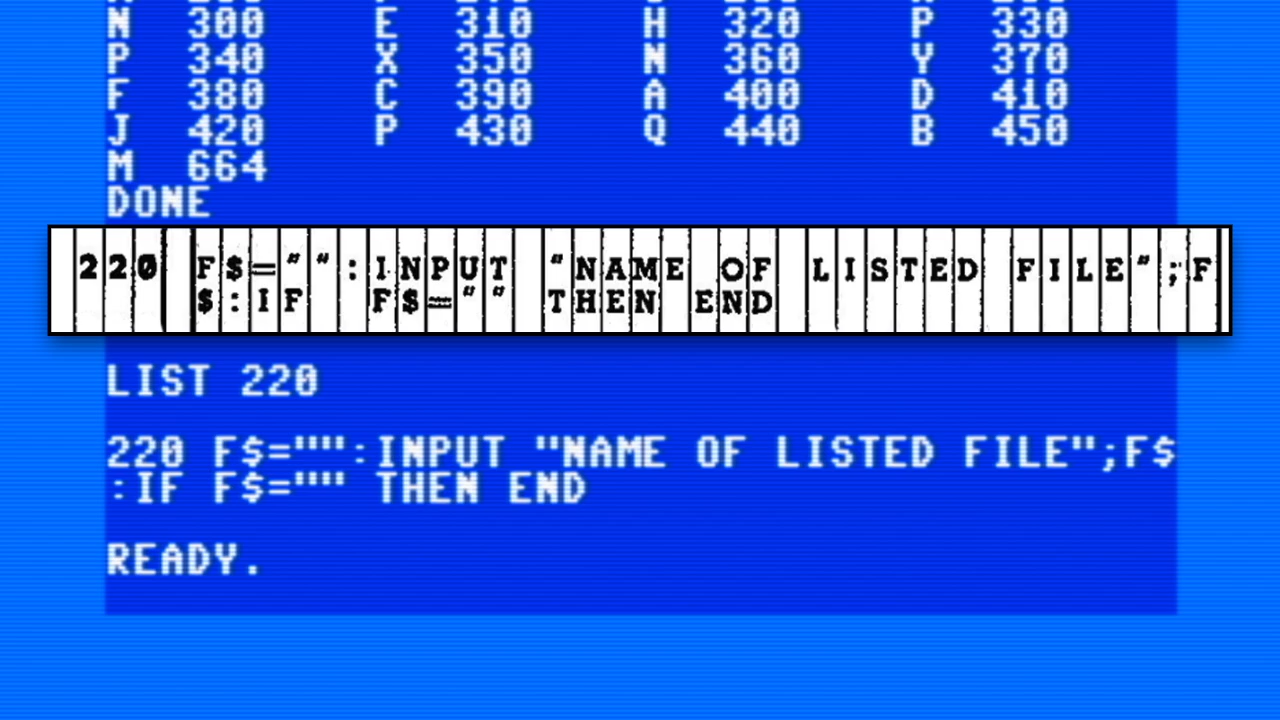 N 300 E 310 H 320 P 330
P 340 X 350 N 360 Y 370
F 380 C 390 A 400 D 410
J 420 P 430 Q 440 B 450
M 664
DONE
220 F$="":INPUT "NAME OF LISTED FILE";F
$:IF F$="" THEN END
LIST 220
220 F$="":INPUT "NAME OF LISTED FILE";F$
:IF F$="" THEN END
READY.